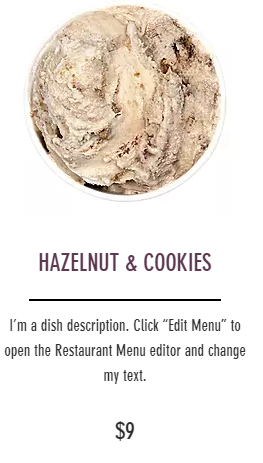 HAZELNUT & COOKIES
I'm a dish description. Click “Edit Menu” to
open the Restaurant Menu editor and change
my text.
$9